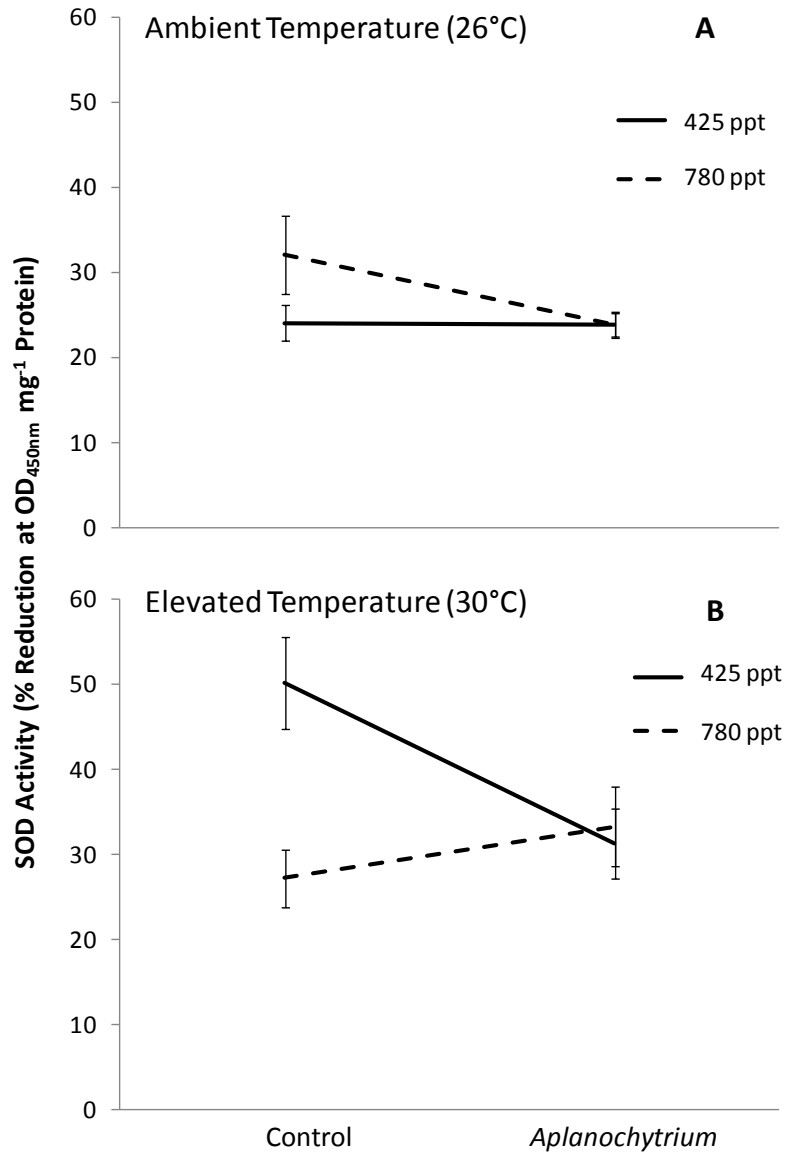 SOD Activity (% Reduction at OD450nm mg-1 Protein)
Ambient Temperature (26°C)
A
425 ppt
780 ppt
60
50
40
30
20
10
0
Elevated Temperature (30°C)
B
425 ppt
780 ppt
60
50
40
30
20
10
0
Control
Aplanochytrium